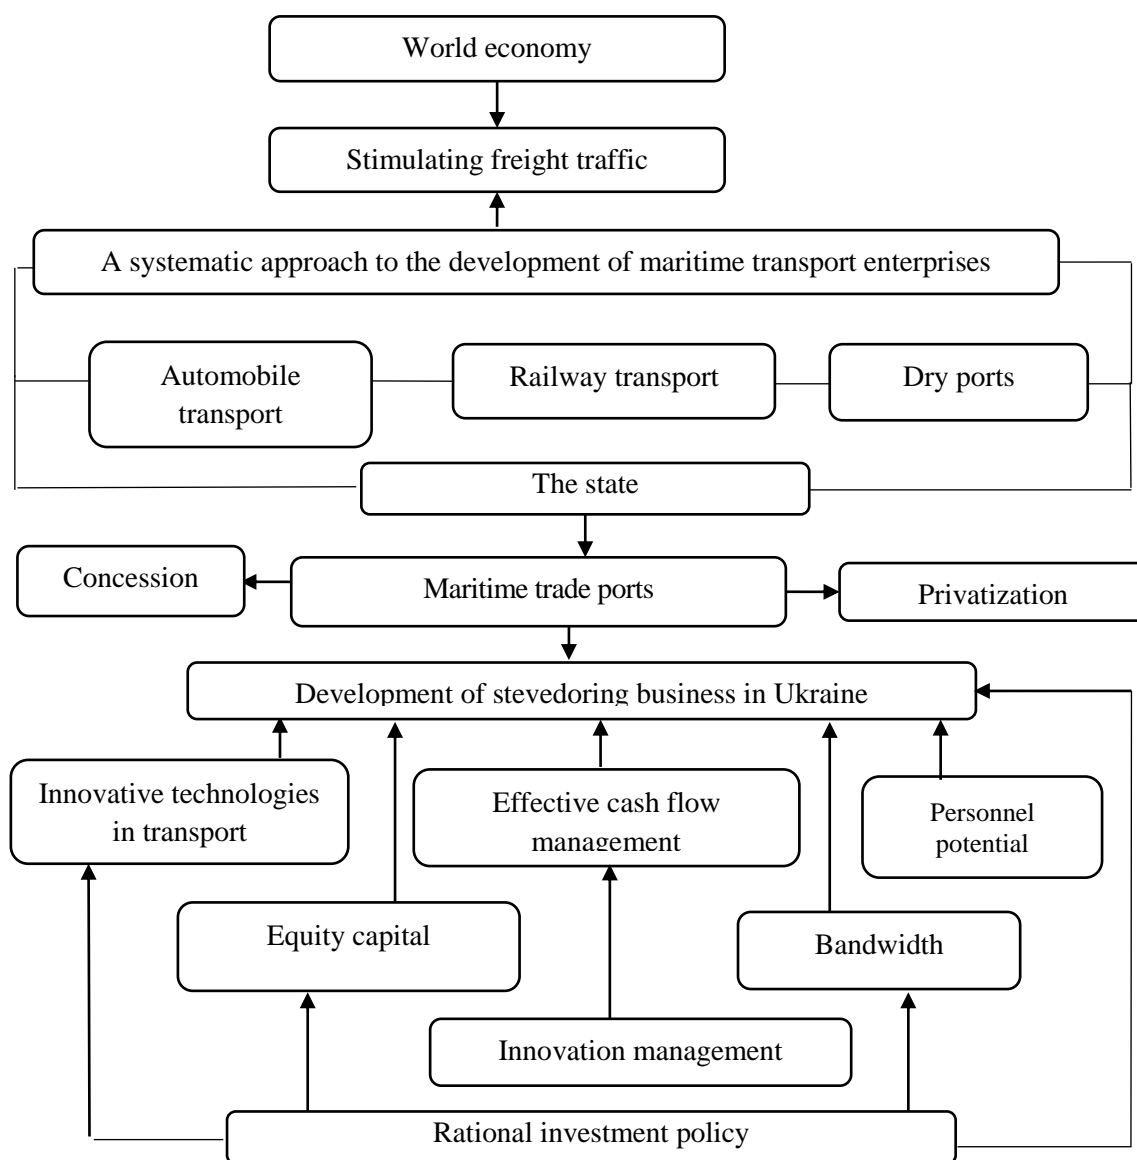 World economy
Stimulating freight traffic
A systematic approach to the development of maritime transport enterprises
Automobile
transport
Railway transport
Dry ports
The state
Concession
Maritime trade ports
Privatization
Development of stevedoring business in Ukraine
Innovative technologies
in transport
Effective cash flow
management
Personnel
potential
Equity capital
Bandwidth
Innovation management
Rational investment policy